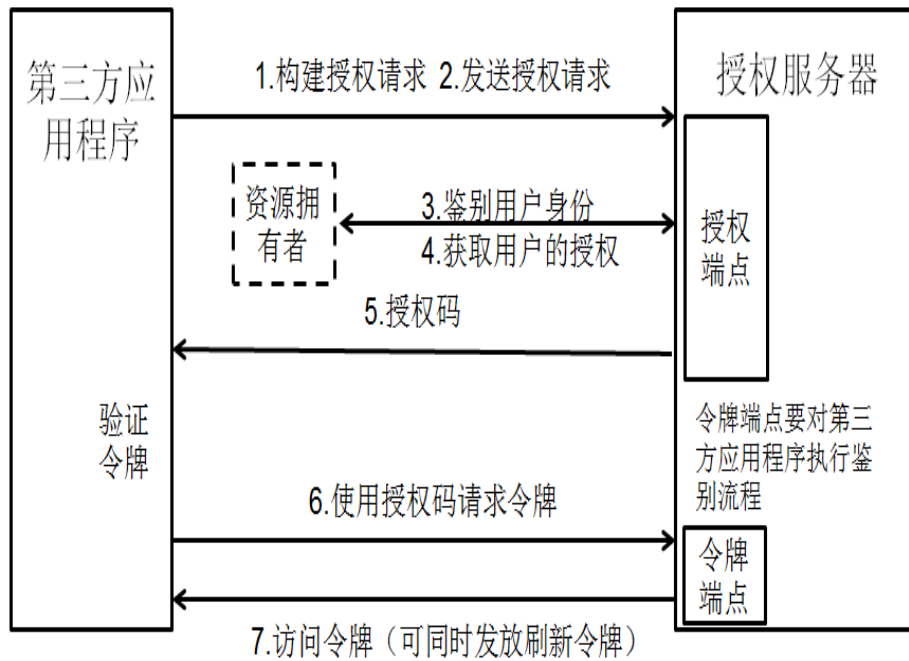 第三方应
用程序
1.构建授权请求 2.发送授权请求
授权服务器
资源拥
有者
3.鉴别用户身份
4.获取用户的授权
授权
端点
5.授权码
验证
令牌
令牌端点要对第三
方应用程序执行鉴
别流程
6.使用授权码请求令牌
令牌
端点
7.访问令牌（可同时发放刷新令牌）